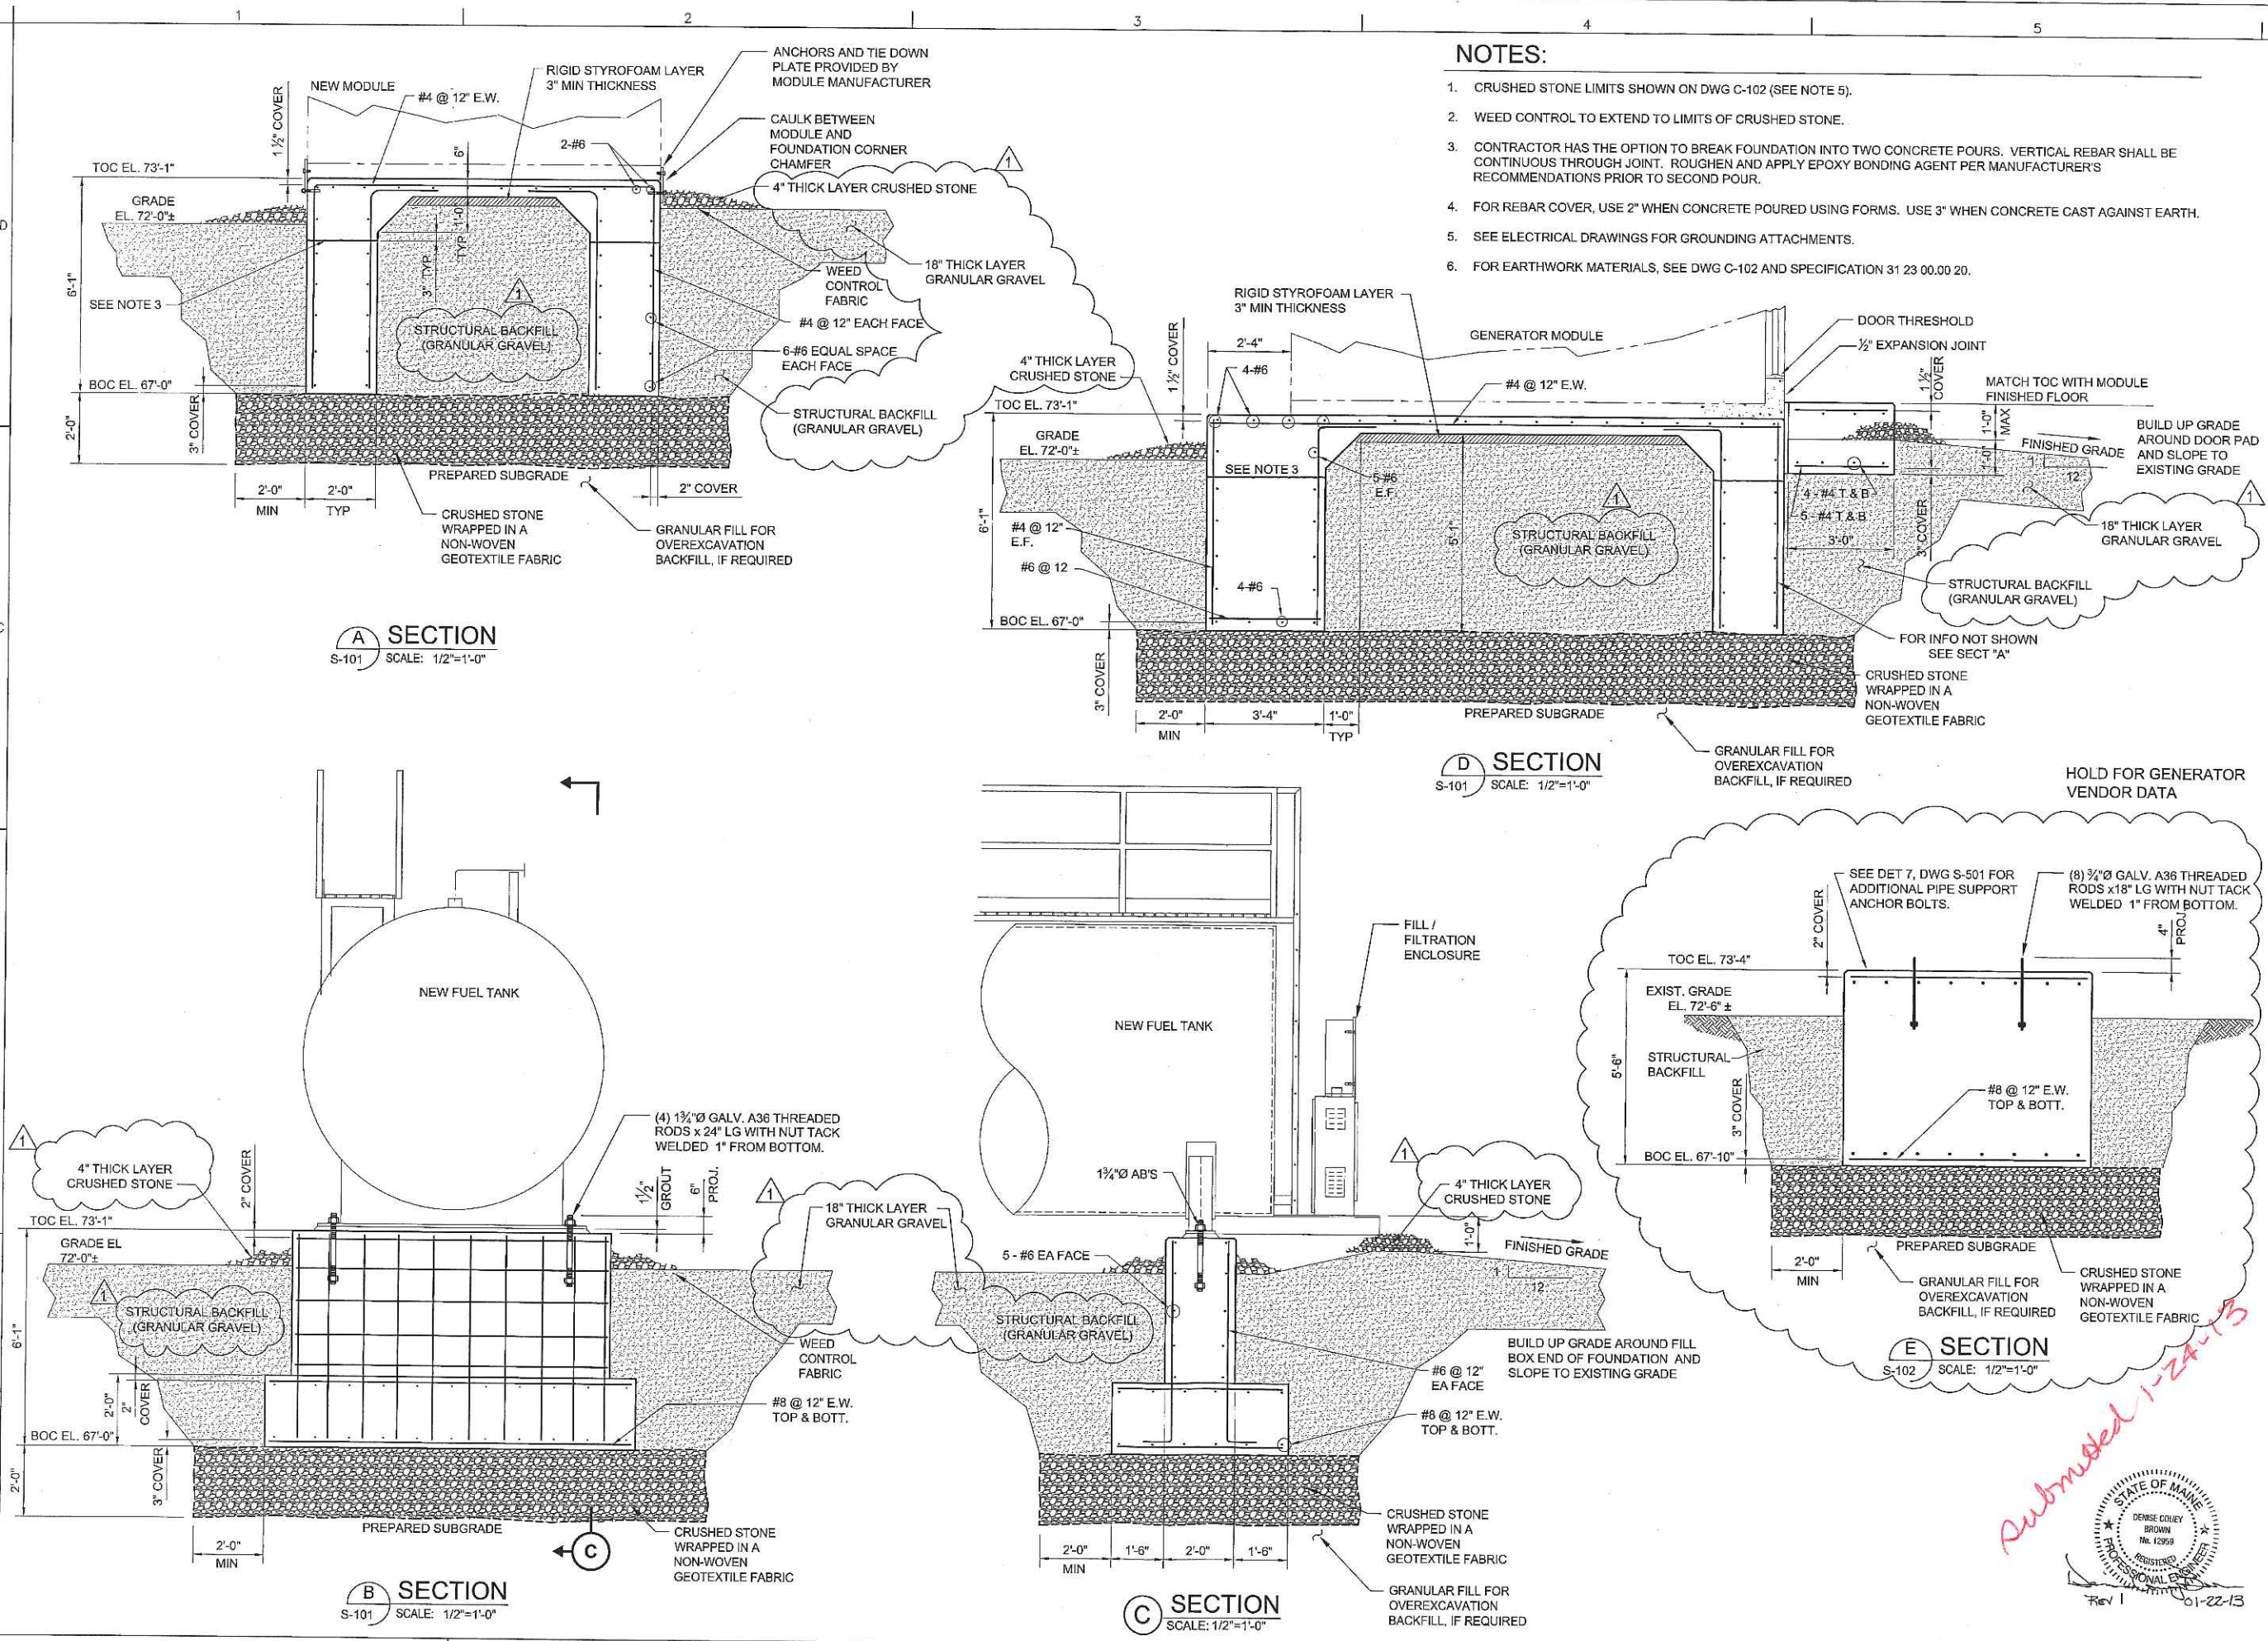 1
2
3
4
5
D
NOTES:
1. CRUSHED STONE LIMITS SHOWN ON DWG C-102 (SEE NOTE 5).
2. WEED CONTROL TO EXTEND TO LIMITS OF CRUSHED STONE.
3. CONTRACTOR HAS THE OPTION TO BREAK FOUNDATION INTO TWO CONCRETE POURS. VERTICAL REBAR SHALL BE
CONTINUOUS THROUGH JOINT. ROUGHEN AND APPLY EPOXY BONDING AGENT PER MANUFACTURER'S
RECOMMENDATIONS PRIOR TO SECOND POUR.
4. FOR REBAR COVER, USE 2" WHEN CONCRETE POURED USING FORMS. USE 3" WHEN CONCRETE CAST AGAINST EARTH.
5. SEE ELECTRICAL DRAWINGS FOR GROUNDING ATTACHMENTS.
6. FOR EARTHWORK MATERIALS, SEE DWG C-102 AND SPECIFICATION 31 23 00.00 20.
NEW MODULE
1 1/2" COVER
#4 @ 12" E.W.
RIGID STYROFOAM LAYER
3" MIN THICKNESS
ANCHORS AND TIE DOWN
PLATE PROVIDED BY
MODULE MANUFACTURER
CAULK BETWEEN
MODULE AND
FOUNDATION CORNER
CHAMFER
2-#6
6"
1
TOC EL. 73'-1"
4" THICK LAYER CRUSHED STONE
GRADE
EL. 72'-0"±
1'-0"
TYP
3" TYP
6'-1"
SEE NOTE 3
1
STRUCTURAL BACKFILL
(GRANULAR GRAVEL)
WEED
CONTROL
FABRIC
18" THICK LAYER
GRANULAR GRAVEL
#4 @ 12" EACH FACE
6-#6 EQUAL SPACE
EACH FACE
BOC EL. 67'-0"
3" COVER
2'-0"
STRUCTURAL BACKFILL
(GRANULAR GRAVEL)
PREPARED SUBGRADE
2'-0"
MIN
2'-0"
TYP
2" COVER
CRUSHED STONE
WRAPPED IN A
NON-WOVEN
GEOTEXTILE FABRIC
GRANULAR FILL FOR
OVEREXCAVATION
BACKFILL, IF REQUIRED
A SECTION
S-101 SCALE: 1/2"=1'-0"
RIGID STYROFOAM LAYER
3" MIN THICKNESS
GENERATOR MODULE
DOOR THRESHOLD
1/2" EXPANSION JOINT
1 1/2" COVER
2'-4"
4-#6
#4 @ 12" E.W.
1 1/2"
COVER
MATCH TOC WITH MODULE
FINISHED FLOOR
4" THICK LAYER
CRUSHED STONE
TOC EL. 73'-1"
1'-0"
MAX
BUILD UP GRADE
AROUND DOOR PAD
AND SLOPE TO
EXISTING GRADE
FINISHED GRADE
1
12
1'-0"
GRADE
EL. 72'-0"±
SEE NOTE 3
5-#6
E.F.
1
4 - #4 T & B
5 - #4 T & B
1
3'-0"
3" COVER
18" THICK LAYER
GRANULAR GRAVEL
6'-1"
#4 @ 12"
E.F.
#6 @ 12
5'-1"
STRUCTURAL BACKFILL
(GRANULAR GRAVEL)
4-#6
STRUCTURAL BACKFILL
(GRANULAR GRAVEL)
BOC EL. 67'-0"
3" COVER
FOR INFO NOT SHOWN
SEE SECT "A"
CRUSHED STONE
WRAPPED IN A
NON-WOVEN
GEOTEXTILE FABRIC
2'-0"
MIN
3'-4"
1'-0"
TYP
PREPARED SUBGRADE
GRANULAR FILL FOR
OVEREXCAVATION
BACKFILL, IF REQUIRED
D SECTION
S-101 SCALE: 1/2"=1'-0"
NEW FUEL TANK
(4) 1¾"Ø GALV. A36 THREADED
RODS x 24" LG WITH NUT TACK
WELDED 1" FROM BOTTOM.
1
4" THICK LAYER
CRUSHED STONE
2" COVER
1½"
GROUT
6"
PROJ.
1
18" THICK LAYER
GRANULAR GRAVEL
TOC EL. 73'-1"
GRADE EL
72'-0"±
1
STRUCTURAL BACKFILL
(GRANULAR GRAVEL)
6'-1"
WEED
CONTROL
FABRIC
2'-0"
2"
COVER
#8 @ 12" E.W.
TOP & BOTT.
BOC EL. 67'-0"
3" COVER
2'-0"
PREPARED SUBGRADE
2'-0"
MIN
C
CRUSHED STONE
WRAPPED IN A
NON-WOVEN
GEOTEXTILE FABRIC
B SECTION
S-101 SCALE: 1/2"=1'-0"
FILL /
FILTRATION
ENCLOSURE
NEW FUEL TANK
1¾"Ø AB'S
1
4" THICK LAYER
CRUSHED STONE
1'-0"
FINISHED GRADE
1
12
5 - #6 EA FACE
STRUCTURAL BACKFILL
(GRANULAR GRAVEL)
BUILD UP GRADE AROUND FILL
BOX END OF FOUNDATION AND
SLOPE TO EXISTING GRADE
#6 @ 12"
EA FACE
#8 @ 12" E.W.
TOP & BOTT.
CRUSHED STONE
WRAPPED IN A
NON-WOVEN
GEOTEXTILE FABRIC
2'-0"
MIN
1'-6"
2'-0"
1'-6"
GRANULAR FILL FOR
OVEREXCAVATION
BACKFILL, IF REQUIRED
C SECTION
SCALE: 1/2"=1'-0"
HOLD FOR GENERATOR
VENDOR DATA
SEE DET 7, DWG S-501 FOR
ADDITIONAL PIPE SUPPORT
ANCHOR BOLTS.
(8) ¾"Ø GALV. A36 THREADED
RODS x18" LG WITH NUT TACK
WELDED 1" FROM BOTTOM.
2" COVER
4"
PROJ.
TOC EL. 73'-4"
EXIST. GRADE
EL. 72'-6" ±
STRUCTURAL
BACKFILL
5'-6"
3" COVER
#8 @ 12" E.W.
TOP & BOTT.
BOC EL. 67'-10"
PREPARED SUBGRADE
2'-0"
MIN
GRANULAR FILL FOR
OVEREXCAVATION
BACKFILL, IF REQUIRED
CRUSHED STONE
WRAPPED IN A
NON-WOVEN
GEOTEXTILE FABRIC
E SECTION
S-102 SCALE: 1/2"=1'-0"
submitted 1-24-13
STATE OF MAINE
DENISE COUEY
BROWN
No. 12959
REGISTERED
PROFESSIONAL ENGINEER
REV 1
01-22-13